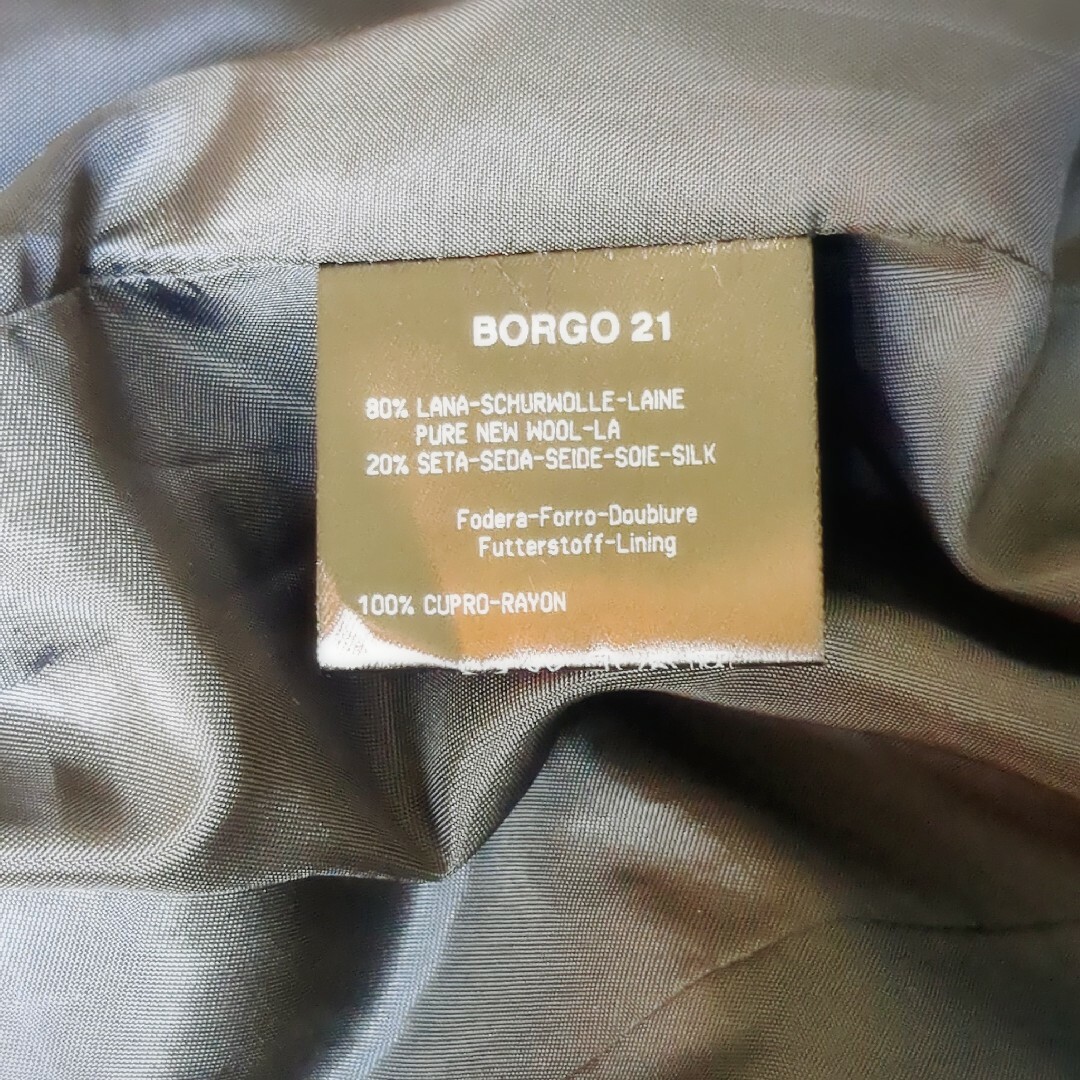 BORGO 21
80% LANA-SCHURWOLLE-LAINE
PURE NEW WOOL-LA
20% SETA-SEDA-SEIDE-SOIE-SILK
Fodera-Forro-Doublure
Futterstoff-Lining
100% CUPRO-RAYON